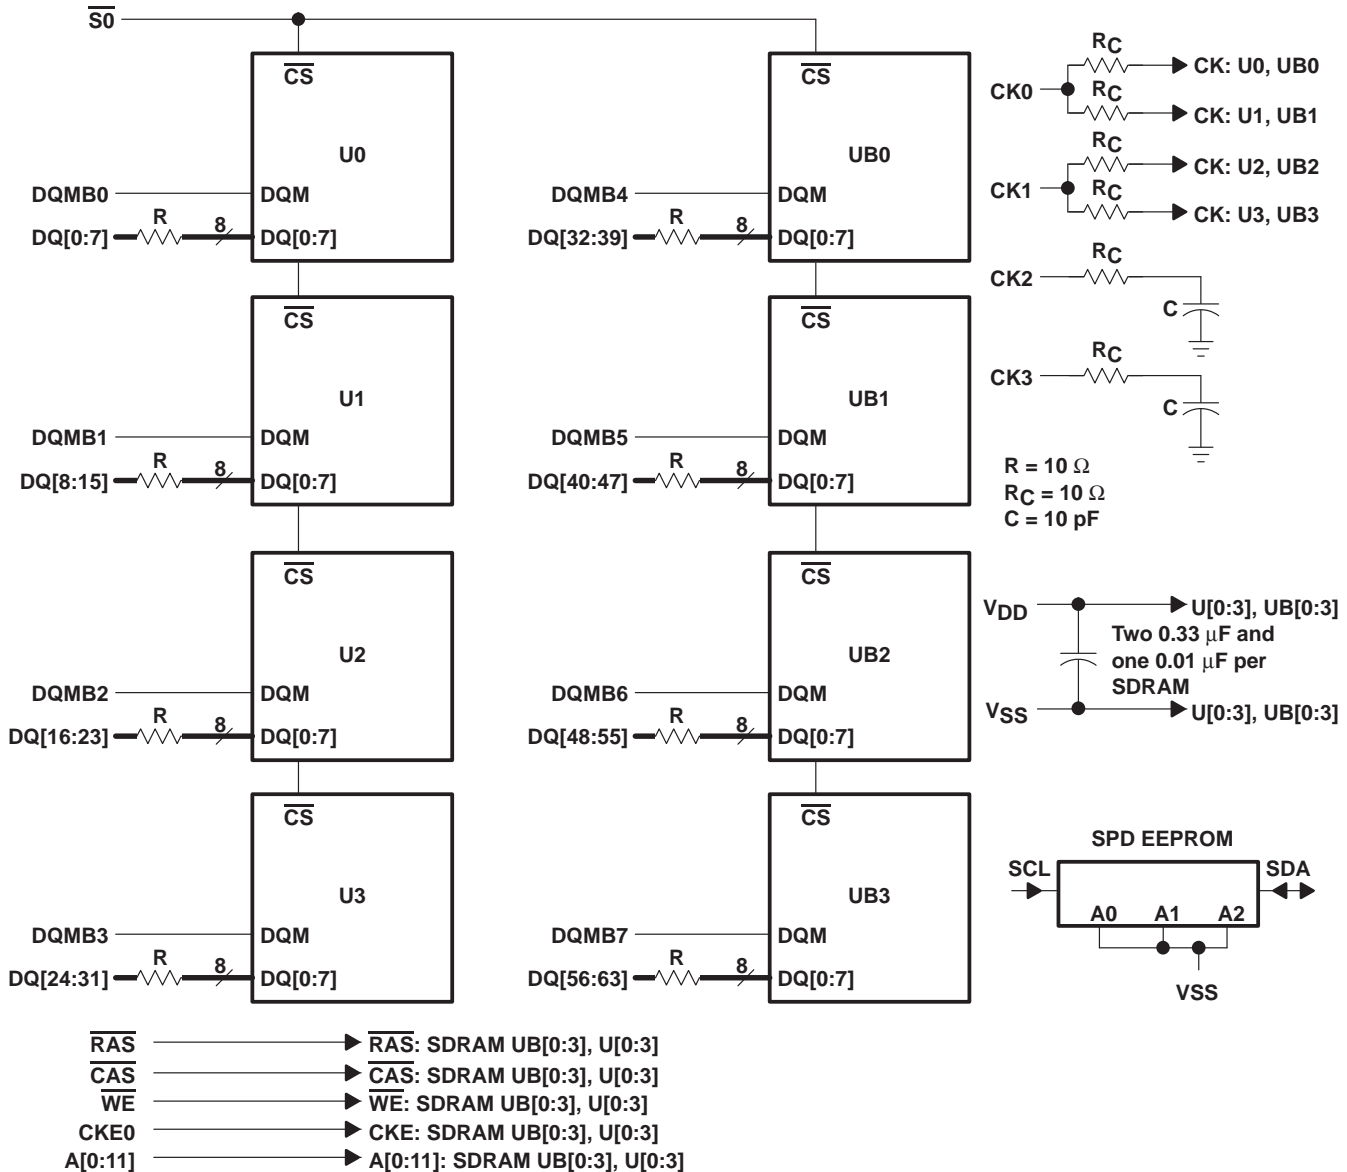 S0
CS
U0
DQMB0
DQM
R
8
DQ[0:7]
DQ[0:7]
CS
U1
DQMB1
DQM
R
8
DQ[8:15]
DQ[0:7]
CS
U2
DQMB2
DQM
R
8
DQ[16:23]
DQ[0:7]
CS
U3
DQMB3
DQM
R
8
DQ[24:31]
DQ[0:7]
CS
UB0
DQMB4
DQM
R
8
DQ[32:39]
DQ[0:7]
CS
UB1
DQMB5
DQM
R
8
DQ[40:47]
DQ[0:7]
CS
UB2
DQMB6
DQM
R
8
DQ[48:55]
DQ[0:7]
CS
UB3
DQMB7
DQM
R
8
DQ[56:63]
DQ[0:7]
CK0
RC
CK: U0, UB0
RC
CK: U1, UB1
CK1
RC
CK: U2, UB2
RC
CK: U3, UB3
CK2
RC
C
CK3
RC
C
R = 10 Ω
RC = 10 Ω
C = 10 pF
VDD
U[0:3], UB[0:3]
Two 0.33 μF and
one 0.01 μF per
SDRAM
VSS
U[0:3], UB[0:3]
SPD EEPROM
SCL
SDA
A0 A1 A2
VSS
RAS RAS: SDRAM UB[0:3], U[0:3]
CAS CAS: SDRAM UB[0:3], U[0:3]
WE WE: SDRAM UB[0:3], U[0:3]
CKE0 CKE: SDRAM UB[0:3], U[0:3]
A[0:11] A[0:11]: SDRAM UB[0:3], U[0:3]